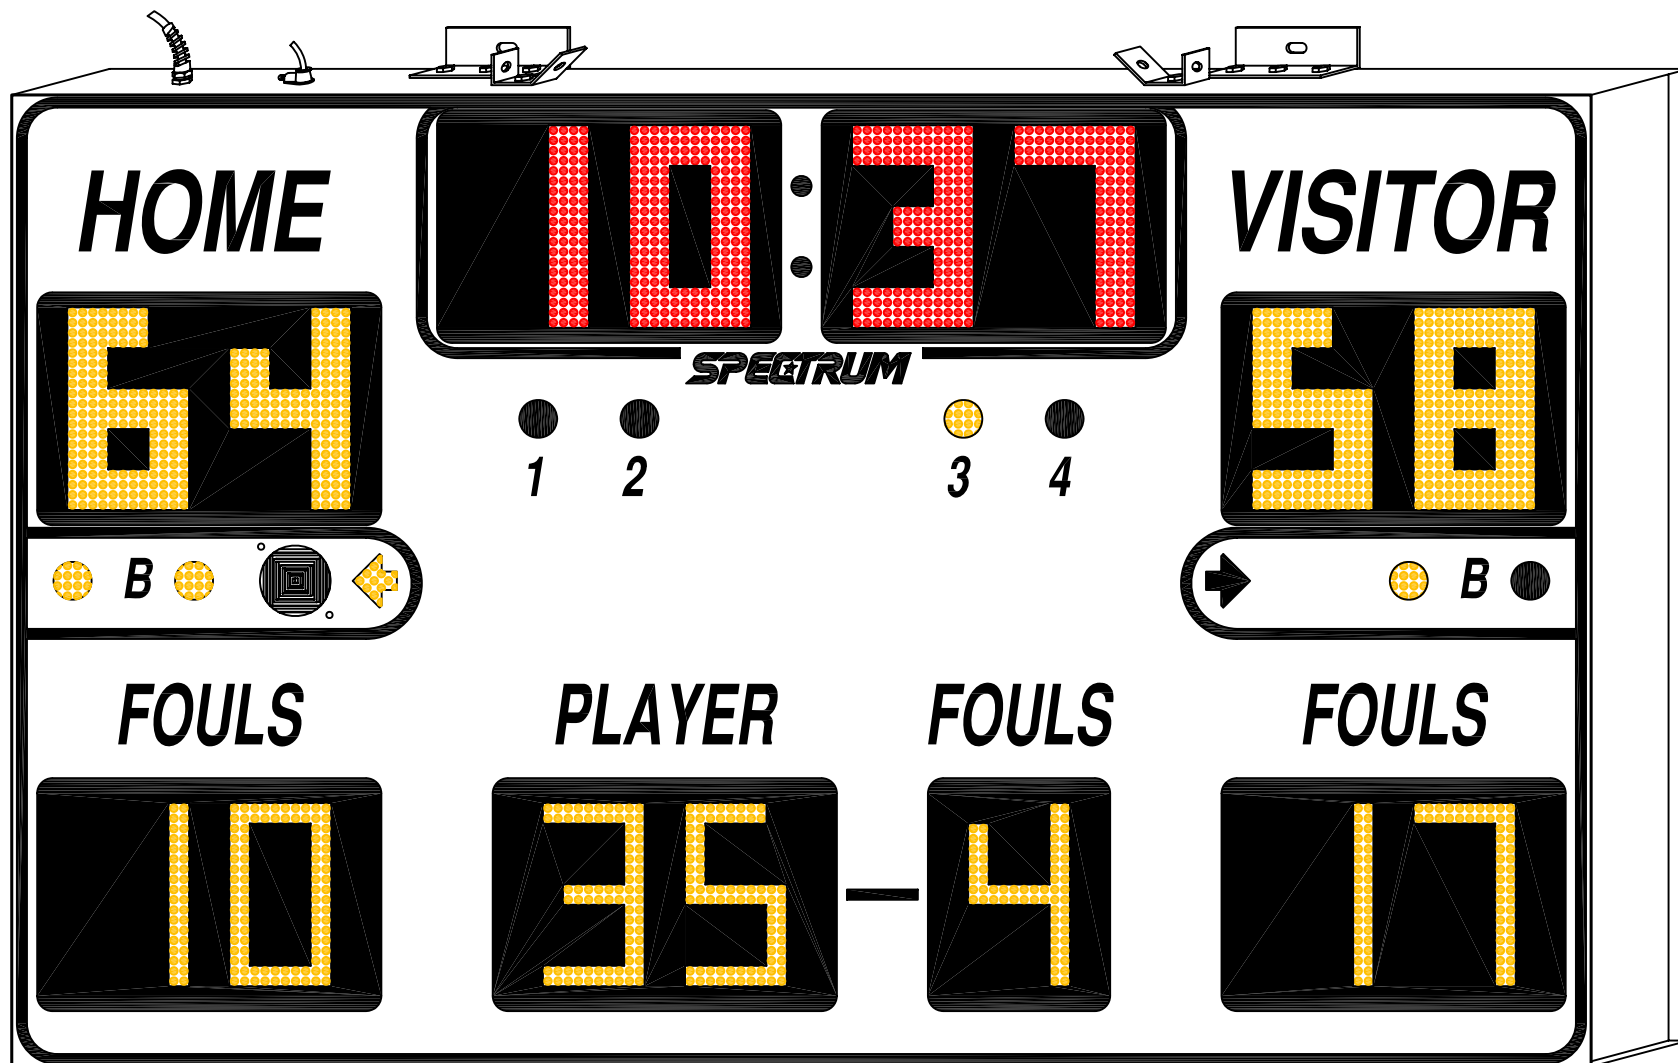 10:37
HOME
VISITOR
64
58
SPECTRUM
1 2 3 4
B
B
FOULS PLAYER FOULS FOULS
10 35-4 17